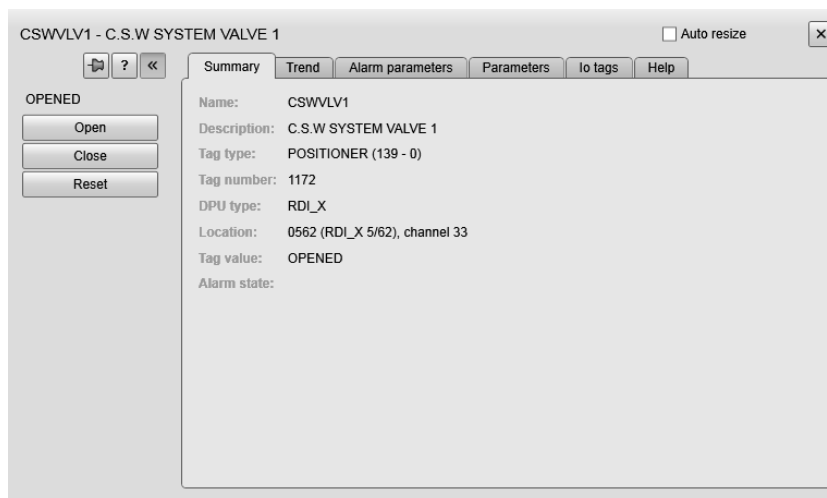 CSWVLV1 - C.S.W SYSTEM VALVE 1
Auto resize
? «
Summary Trend Alarm parameters Parameters Io tags Help
OPENED
Open
Close
Reset
Name: CSWVLV1
Description: C.S.W SYSTEM VALVE 1
Tag type: POSITIONER (139 - 0)
Tag number: 1172
DPU type: RDI_X
Location: 0562 (RDI_X 5/62), channel 33
Tag value: OPENED
Alarm state: